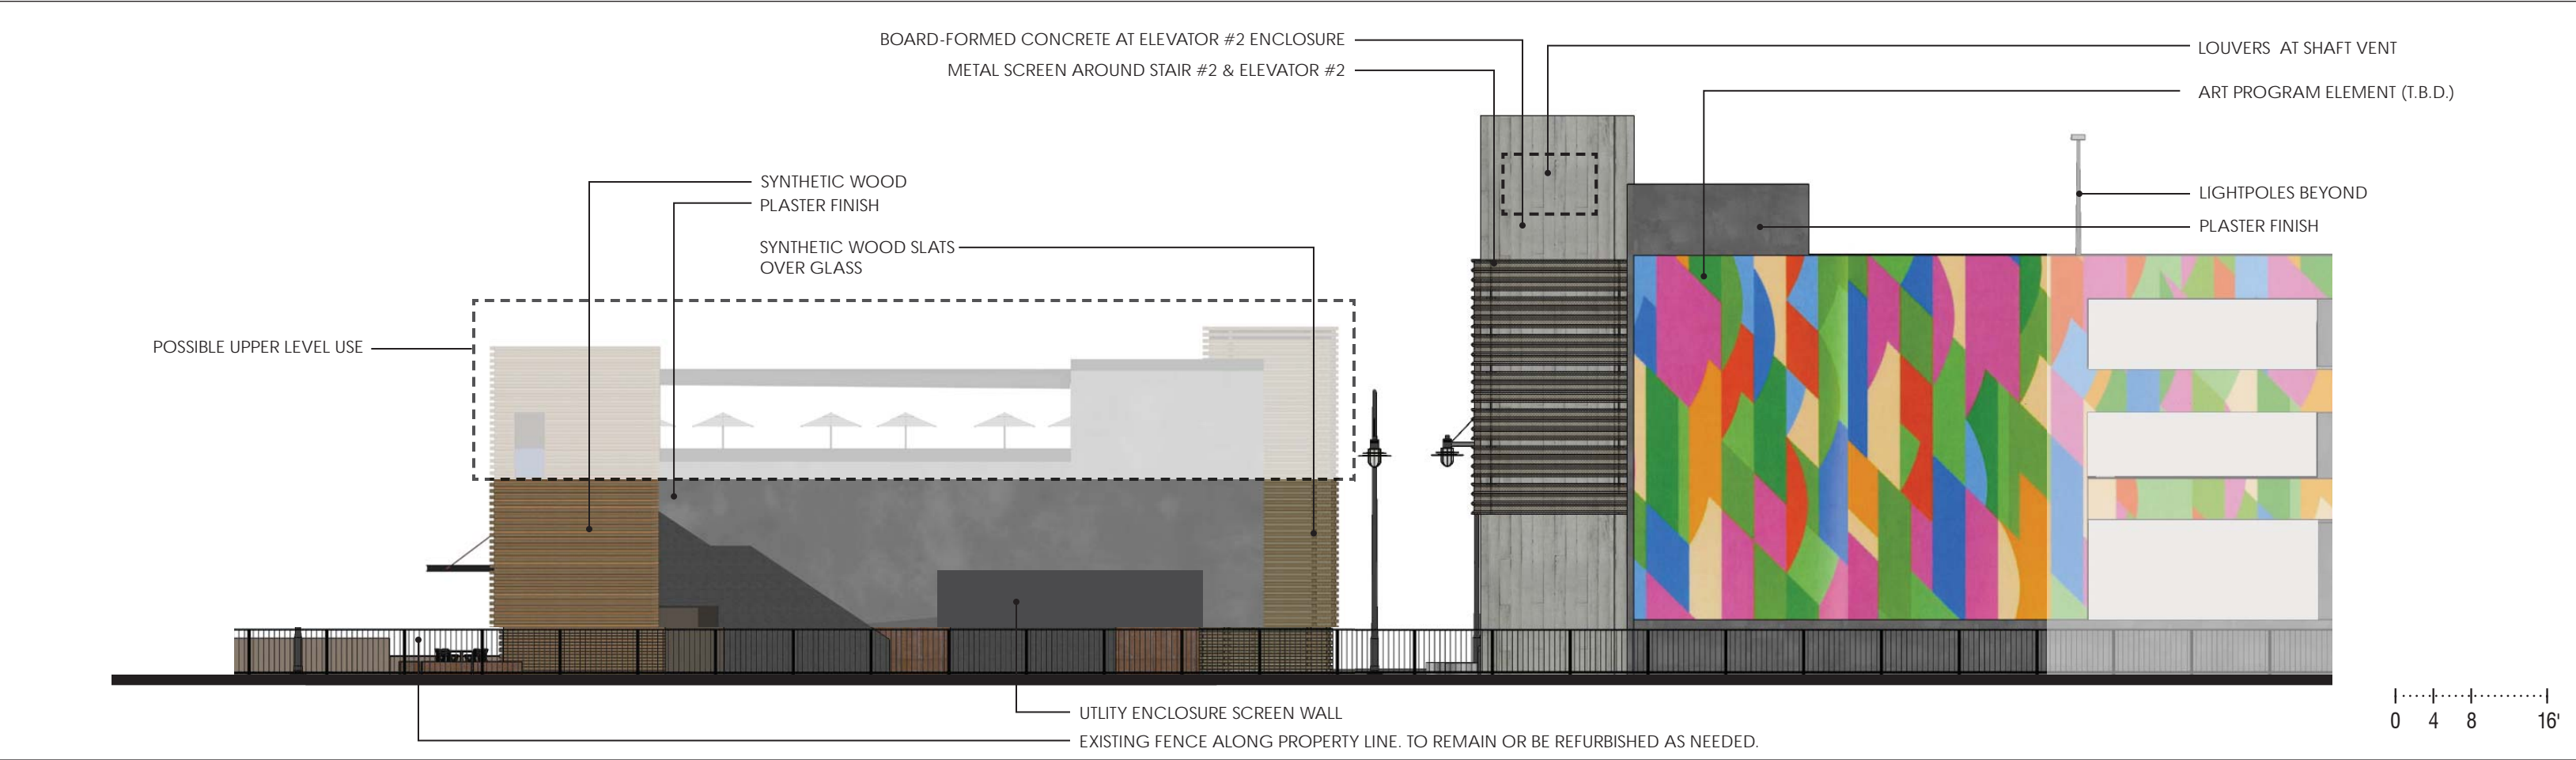 BOARD-FORMED CONCRETE AT ELEVATOR #2 ENCLOSURE
METAL SCREEN AROUND STAIR #2 & ELEVATOR #2
LOUVERS AT SHAFT VENT
ART PROGRAM ELEMENT (T.B.D.)
SYNTHETIC WOOD
PLASTER FINISH
SYNTHETIC WOOD SLATS
OVER GLASS
LIGHTPOLES BEYOND
PLASTER FINISH
POSSIBLE UPPER LEVEL USE
UTLITY ENCLOSURE SCREEN WALL
EXISTING FENCE ALONG PROPERTY LINE. TO REMAIN OR BE REFURBISHED AS NEEDED.
0 4 8 16'